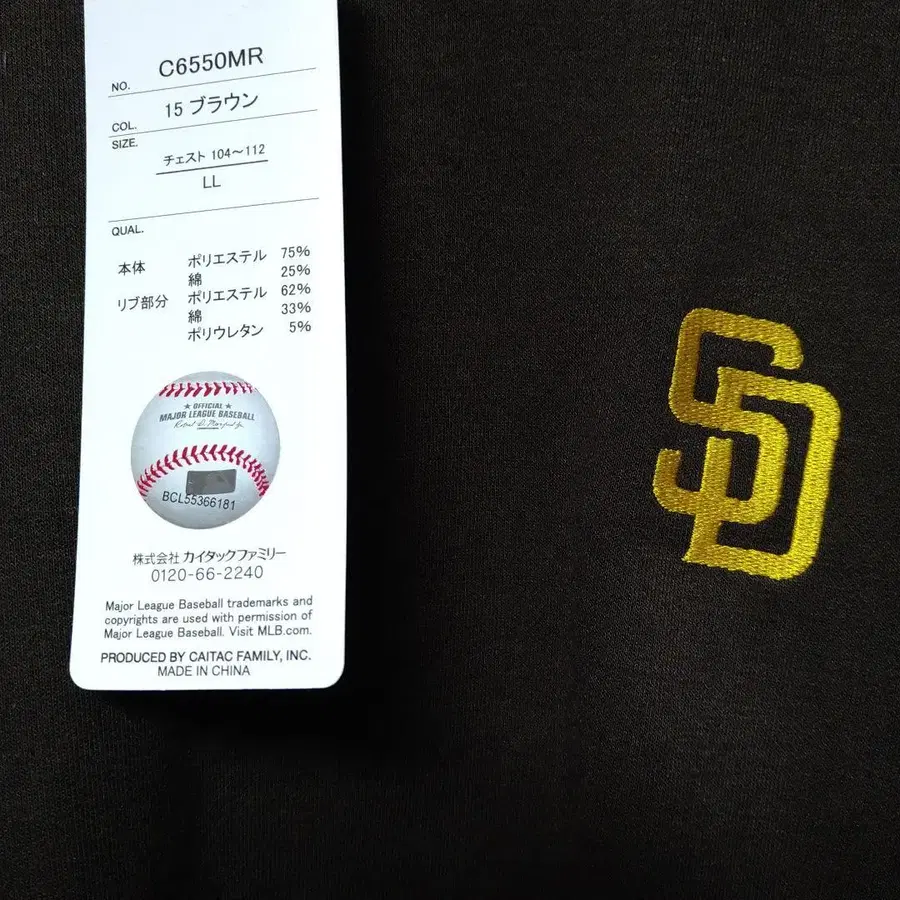 NO. C6550MR
COL. 15 ブラウン
SIZE.
チェスト 104～112
LL
QUAL.
本体 ポリエステル 75%
綿 25%
リブ部分 ポリエステル 62%
綿 33%
ポリウレタン 5%
★ OFFICIAL ★
MAJOR LEAGUE BASEBALL
BCL55366181
株式会社 カイタックファミリー
0120-66-2240
Major League Baseball trademarks and
copyrights are used with permission of
Major League Baseball. Visit MLB.com.
PRODUCED BY CAITAC FAMILY, INC.
MADE IN CHINA
SD